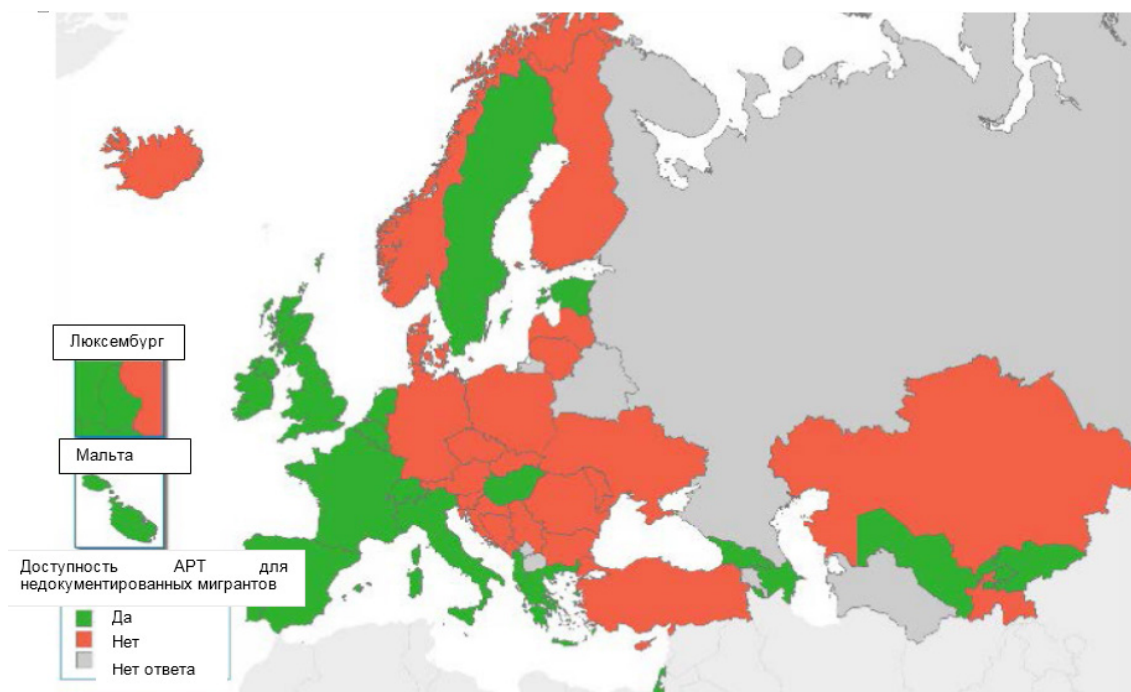 Люксембург
Мальта
Доступность АРТ для
недокументированных мигрантов
Да
Нет
Нет ответа